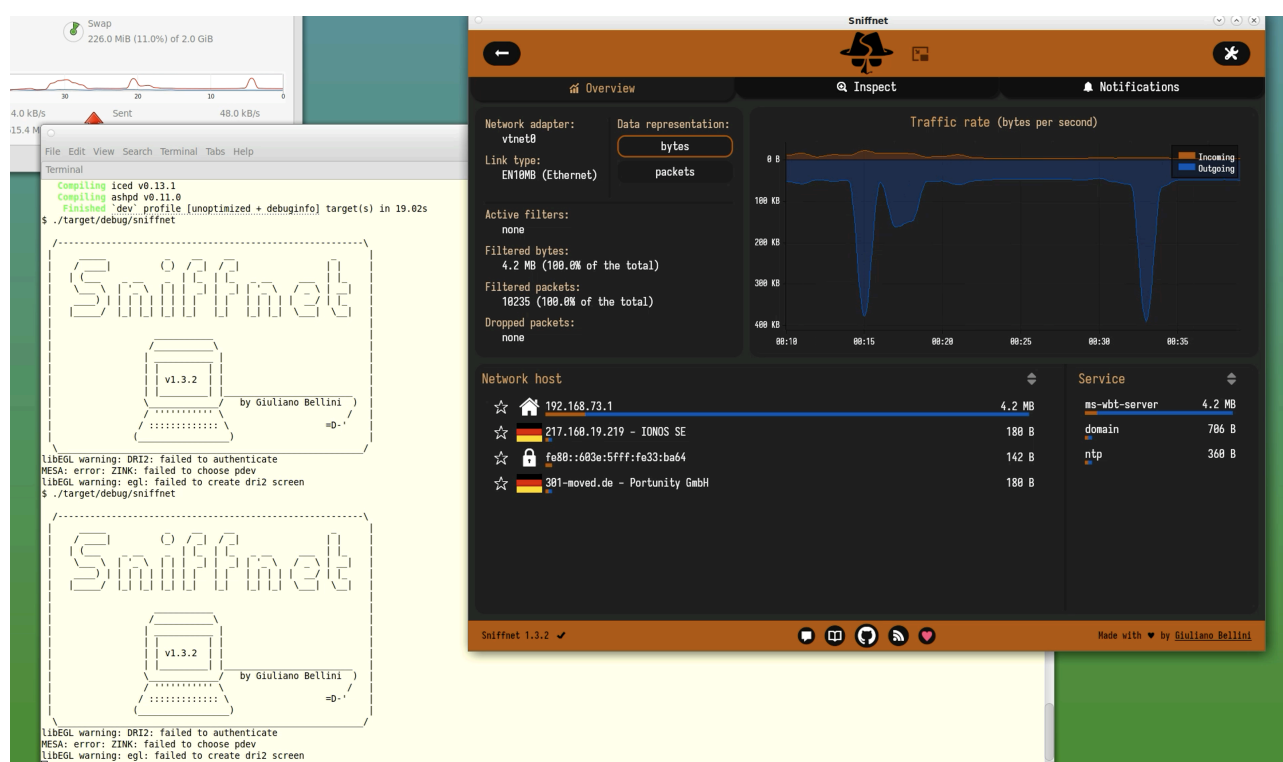 Swap
226.0 MiB (11.0%) of 2.0 GiB
30 20 10 0
4.0 kB/s Sent 48.0 kB/s
File Edit View Search Terminal Tabs Help
Terminal
Compiling iced v0.13.1
Compiling ashpd v0.11.0
Finished `dev` profile [unoptimized + debuginfo] target(s) in 19.02s
$ ./target/debug/sniffnet
Sniffnet
v1.3.2
by Giuliano Bellini )
=D-'
libEGL warning: DRI2: failed to authenticate
MESA: error: ZINK: failed to choose pdev
libEGL warning: egl: failed to create dri2 screen
$ ./target/debug/sniffnet
Sniffnet
v1.3.2
by Giuliano Bellini )
=D-'
libEGL warning: DRI2: failed to authenticate
MESA: error: ZINK: failed to choose pdev
libEGL warning: egl: failed to create dri2 screen
Sniffnet
Overview
Inspect
Notifications
Network adapter:
vtnet0
Link type:
EN10MB (Ethernet)
Data representation:
bytes
packets
Active filters:
none
Filtered bytes:
4.2 MB (100.0% of the total)
Filtered packets:
10235 (100.0% of the total)
Dropped packets:
none
Traffic rate (bytes per second)
Incoming
Outgoing
0 B
100 KB
200 KB
300 KB
400 KB
00:10 00:15 00:20 00:25 00:30 00:35
Network host
192.168.73.1 4.2 MB
217.160.19.219 - IONOS SE 180 B
fe80::603e:5fff:fe33:ba64 142 B
301-moved.de - Portunity GmbH 180 B
Service
ms-wbt-server 4.2 MB
domain 706 B
ntp 360 B
Sniffnet 1.3.2 ✔
Made with ♥ by Giuliano Bellini